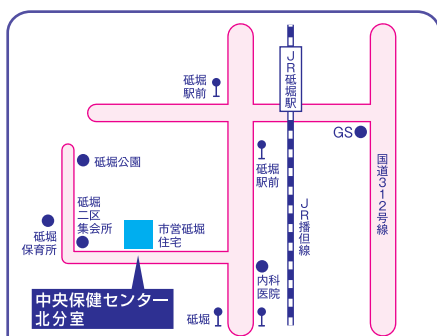 砥堀
駅前
JR砥堀駅
GS
砥堀公園
砥堀
駅前
国道312号線
砥堀
二区
集会所
市営砥堀
住宅
JR播但線
砥堀
保育所
内科
医院
中央保健センター
北分室
砥堀